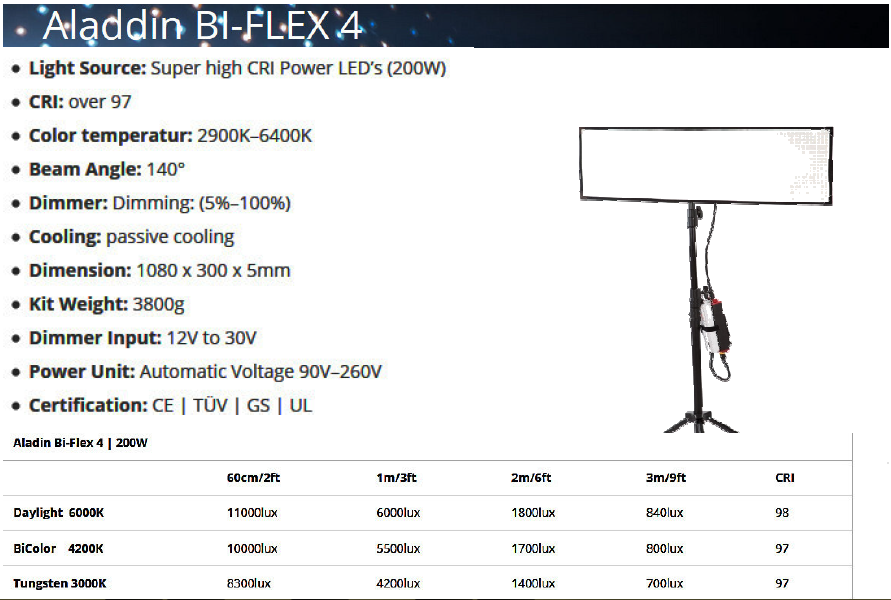 Aladdin BI-FLEX 4
• Light Source: Super high CRI Power LED’s (200W)
• CRI: over 97
• Color temperatur: 2900K–6400K
• Beam Angle: 140°
• Dimmer: Dimming: (5%–100%)
• Cooling: passive cooling
• Dimension: 1080 x 300 x 5mm
• Kit Weight: 3800g
• Dimmer Input: 12V to 30V
• Power Unit: Automatic Voltage 90V–260V
• Certification: CE | TÜV | GS | UL
Aladin Bi-Flex 4 | 200W
60cm/2ft 1m/3ft 2m/6ft 3m/9ft CRI
Daylight 6000K 11000lux 6000lux 1800lux 840lux 98
BiColor 4200K 10000lux 5500lux 1700lux 800lux 97
Tungsten 3000K 8300lux 4200lux 1400lux 700lux 97